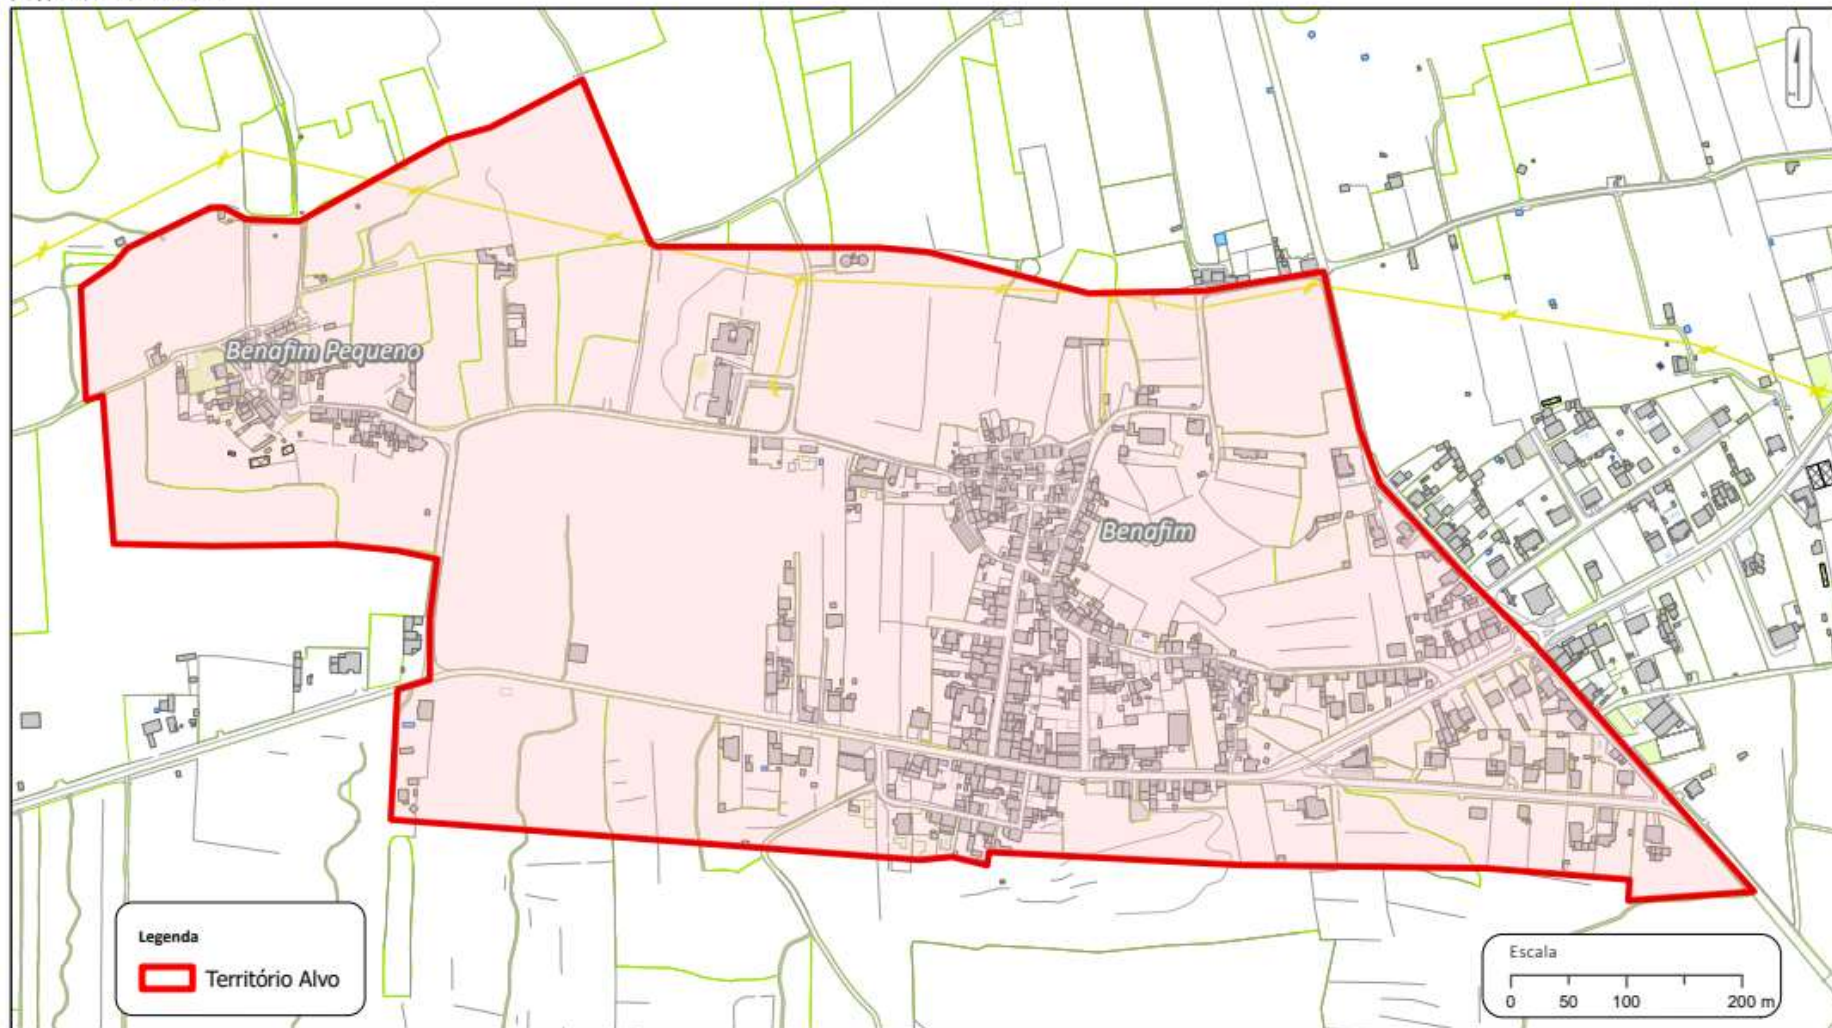 Benafim Pequeno
Benafim
Legenda
Território Alvo
Escala
0 50 100 200 m